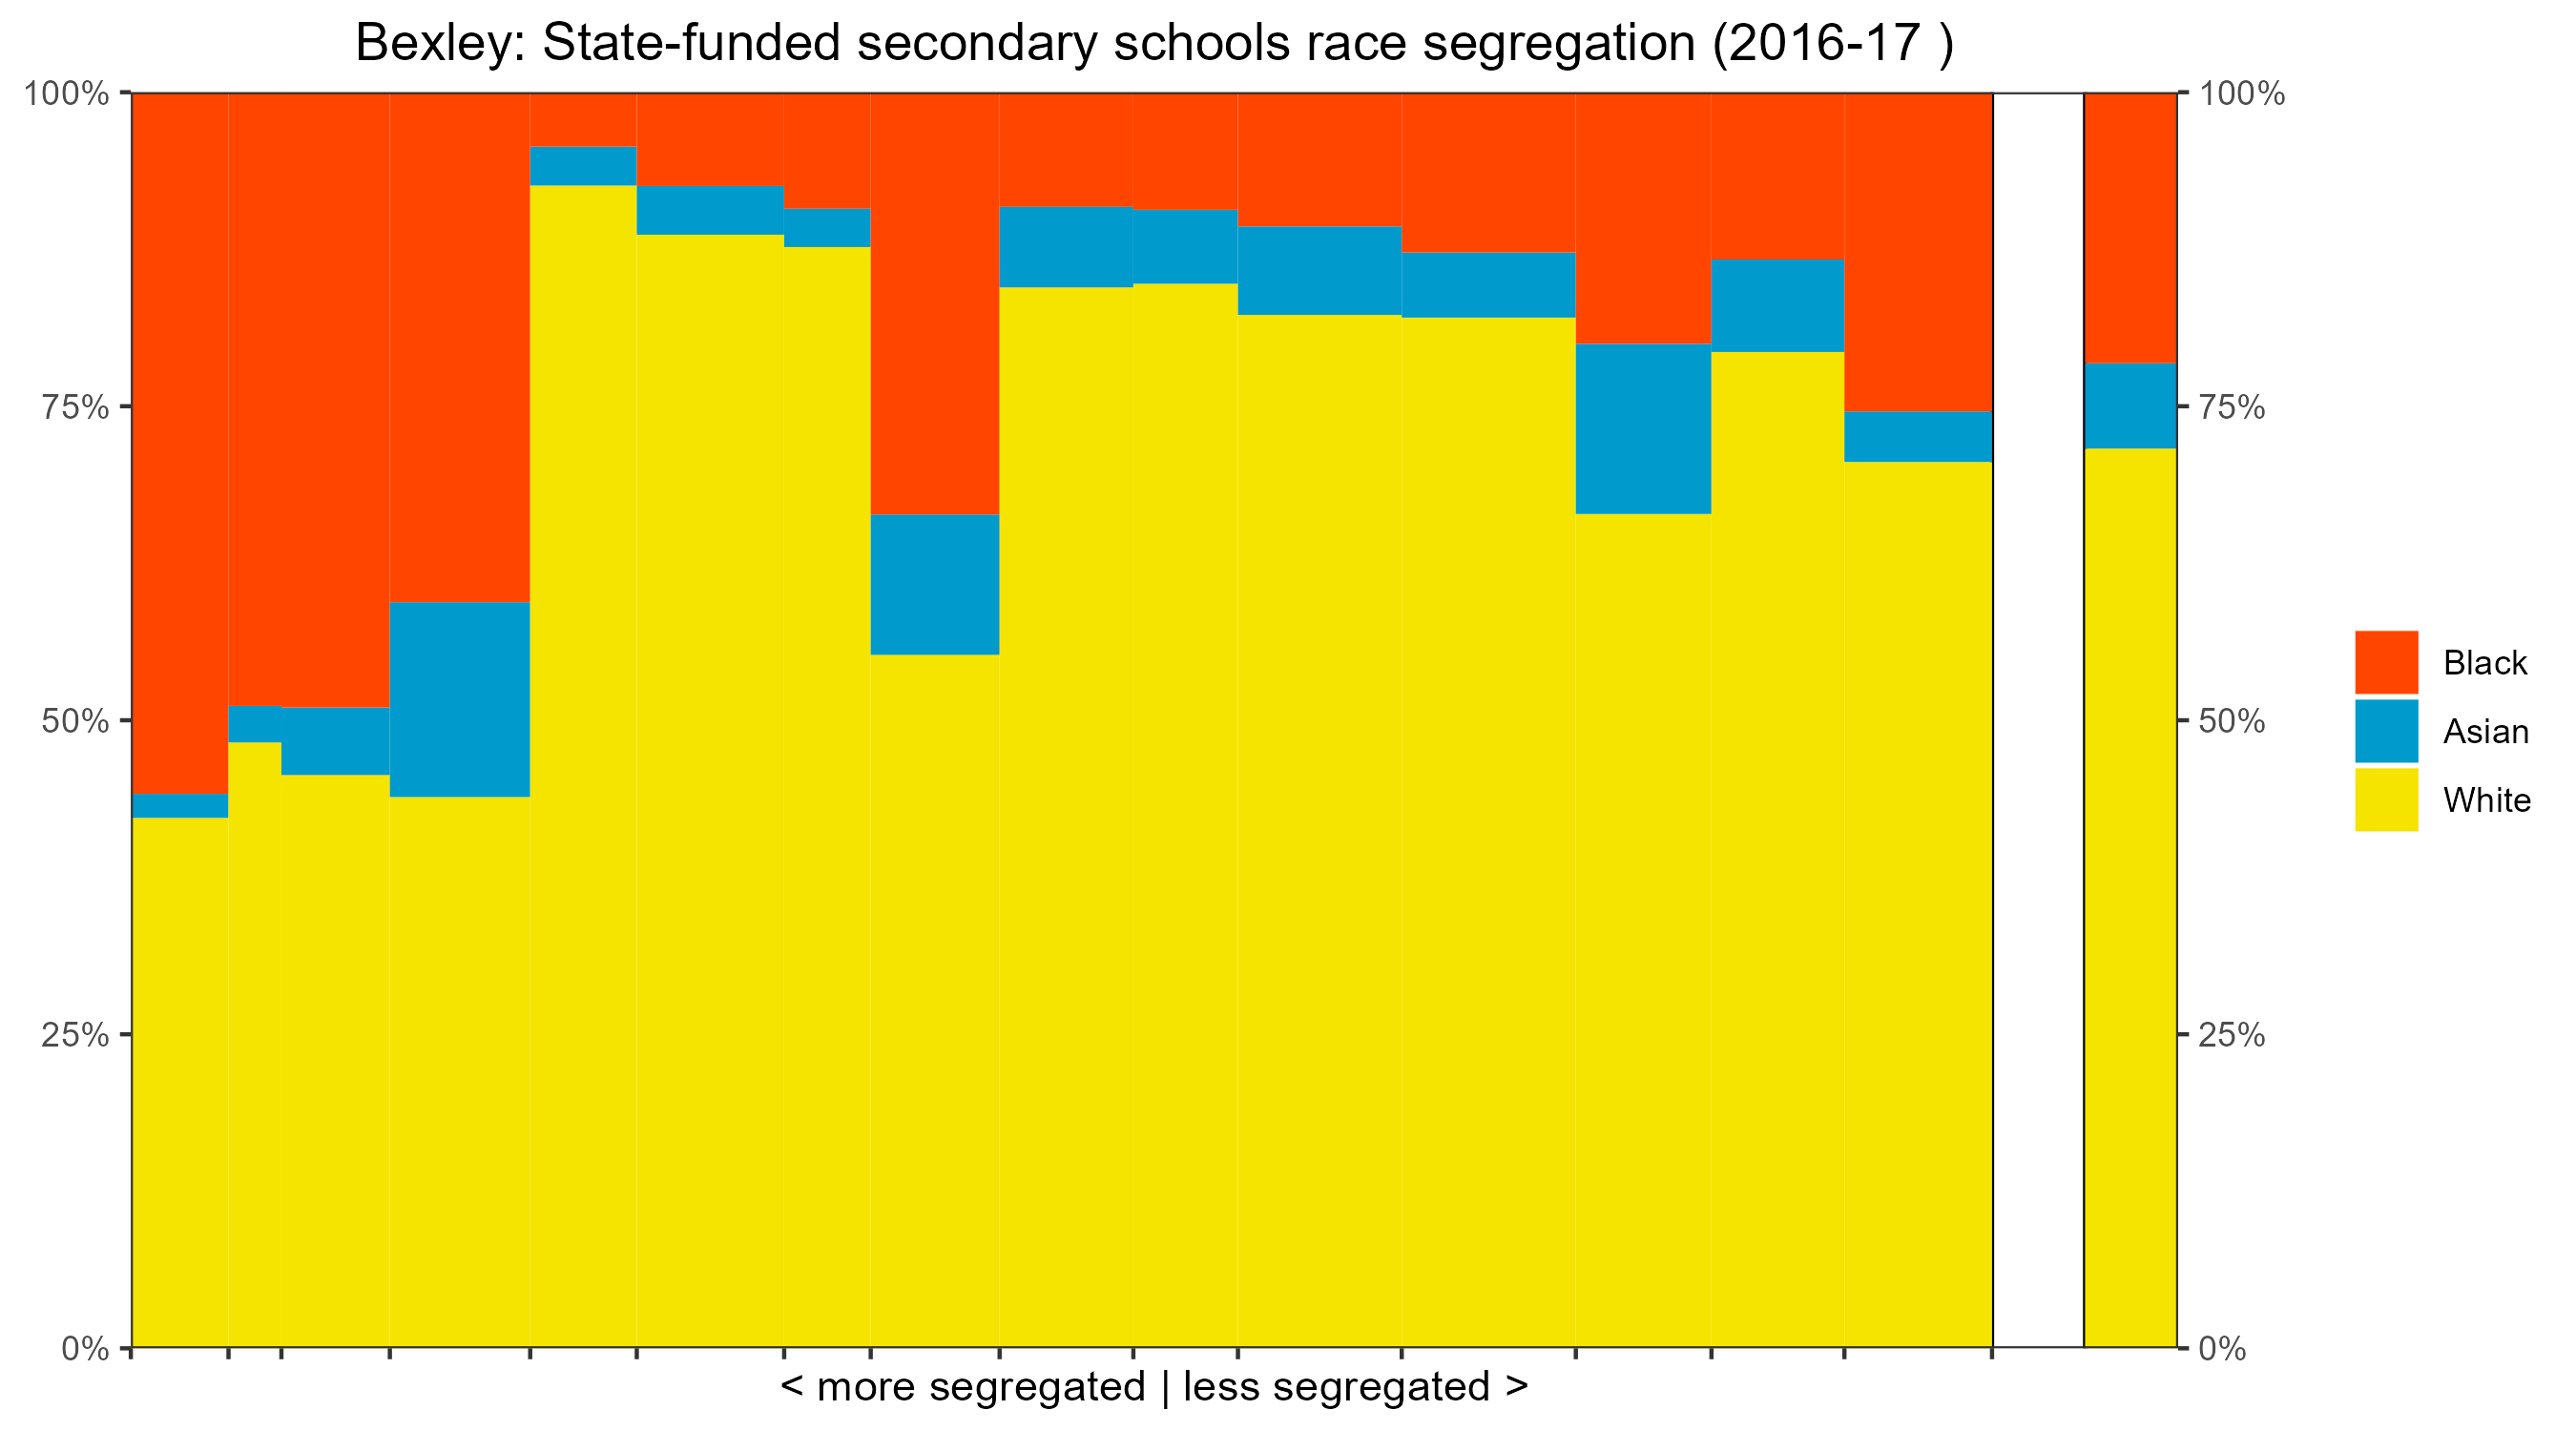 Bexley: State-funded secondary schools race segregation (2016-17 )
100%
75%
50%
25%
0%
100%
75%
50%
25%
0%
Black
Asian
White
< more segregated | less segregated >